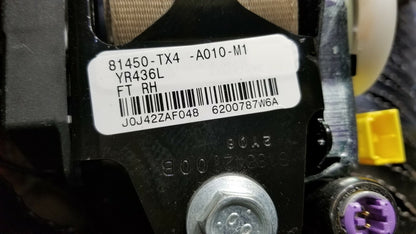 81450-TX4 -A010-M1
YR436L
FT RH
J0J42ZAF048 6200787W6A